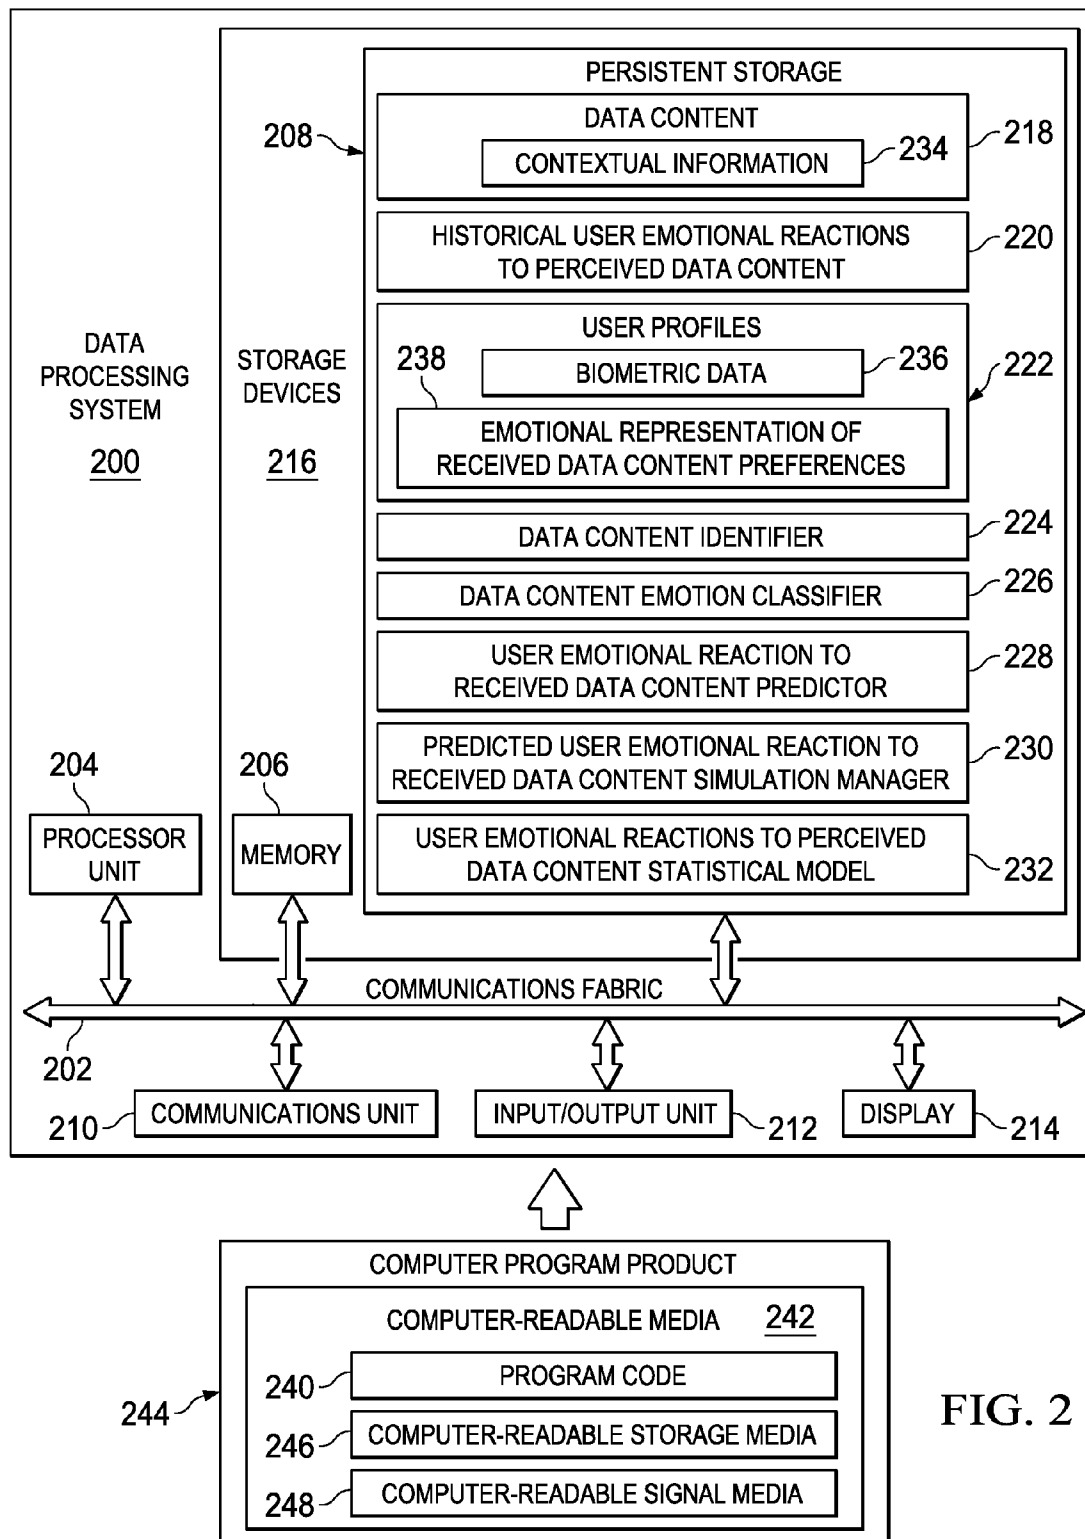 PERSISTENT STORAGE
208
DATA CONTENT
218
CONTEXTUAL INFORMATION
234
HISTORICAL USER EMOTIONAL REACTIONS
TO PERCEIVED DATA CONTENT
220
DATA
PROCESSING
SYSTEM
200
STORAGE
DEVICES
216
USER PROFILES
238
BIOMETRIC DATA
236
222
EMOTIONAL REPRESENTATION OF
RECEIVED DATA CONTENT PREFERENCES
DATA CONTENT IDENTIFIER
224
DATA CONTENT EMOTION CLASSIFIER
226
USER EMOTIONAL REACTION TO
RECEIVED DATA CONTENT PREDICTOR
228
PREDICTED USER EMOTIONAL REACTION TO
RECEIVED DATA CONTENT SIMULATION MANAGER
230
204
206
PROCESSOR
UNIT
MEMORY
USER EMOTIONAL REACTIONS TO PERCEIVED
DATA CONTENT STATISTICAL MODEL
232
COMMUNICATIONS FABRIC
202
210
COMMUNICATIONS UNIT
INPUT/OUTPUT UNIT
212
DISPLAY
214
COMPUTER PROGRAM PRODUCT
COMPUTER-READABLE MEDIA
242
240
PROGRAM CODE
244
246
COMPUTER-READABLE STORAGE MEDIA
248
COMPUTER-READABLE SIGNAL MEDIA
FIG. 2